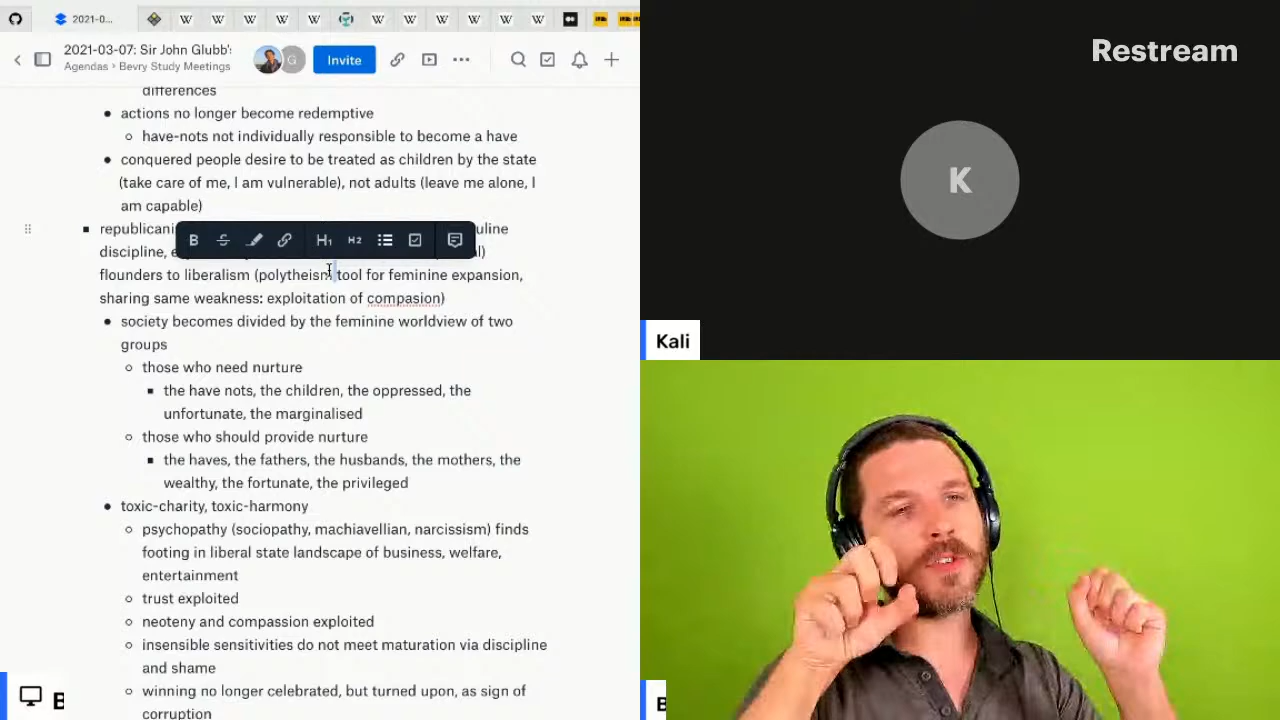 2021-0...
2021-03-07: Sir John Glubb':
Agendas > Bevry Study Meetings
G
Invite
differences
actions no longer become redemptive
have-nots not individually responsible to become a have
conquered people desire to be treated as children by the state
(take care of me, I am vulnerable), not adults (leave me alone, I
am capable)
republicani
uline
discipline, e
al)
B S H1 H2
flounders to liberalism (polytheism, tool for feminine expansion,
sharing same weakness: exploitation of compasion)
society becomes divided by the feminine worldview of two
groups
those who need nurture
the have nots, the children, the oppressed, the
unfortunate, the marginalised
those who should provide nurture
the haves, the fathers, the husbands, the mothers, the
wealthy, the fortunate, the privileged
toxic-charity, toxic-harmony
psychopathy (sociopathy, machiavellian, narcissism) finds
footing in liberal state landscape of business, welfare,
entertainment
trust exploited
neoteny and compassion exploited
insensible sensitivities do not meet maturation via discipline
and shame
winning no longer celebrated, but turned upon, as sign of
corruption
Restream
K
Kali